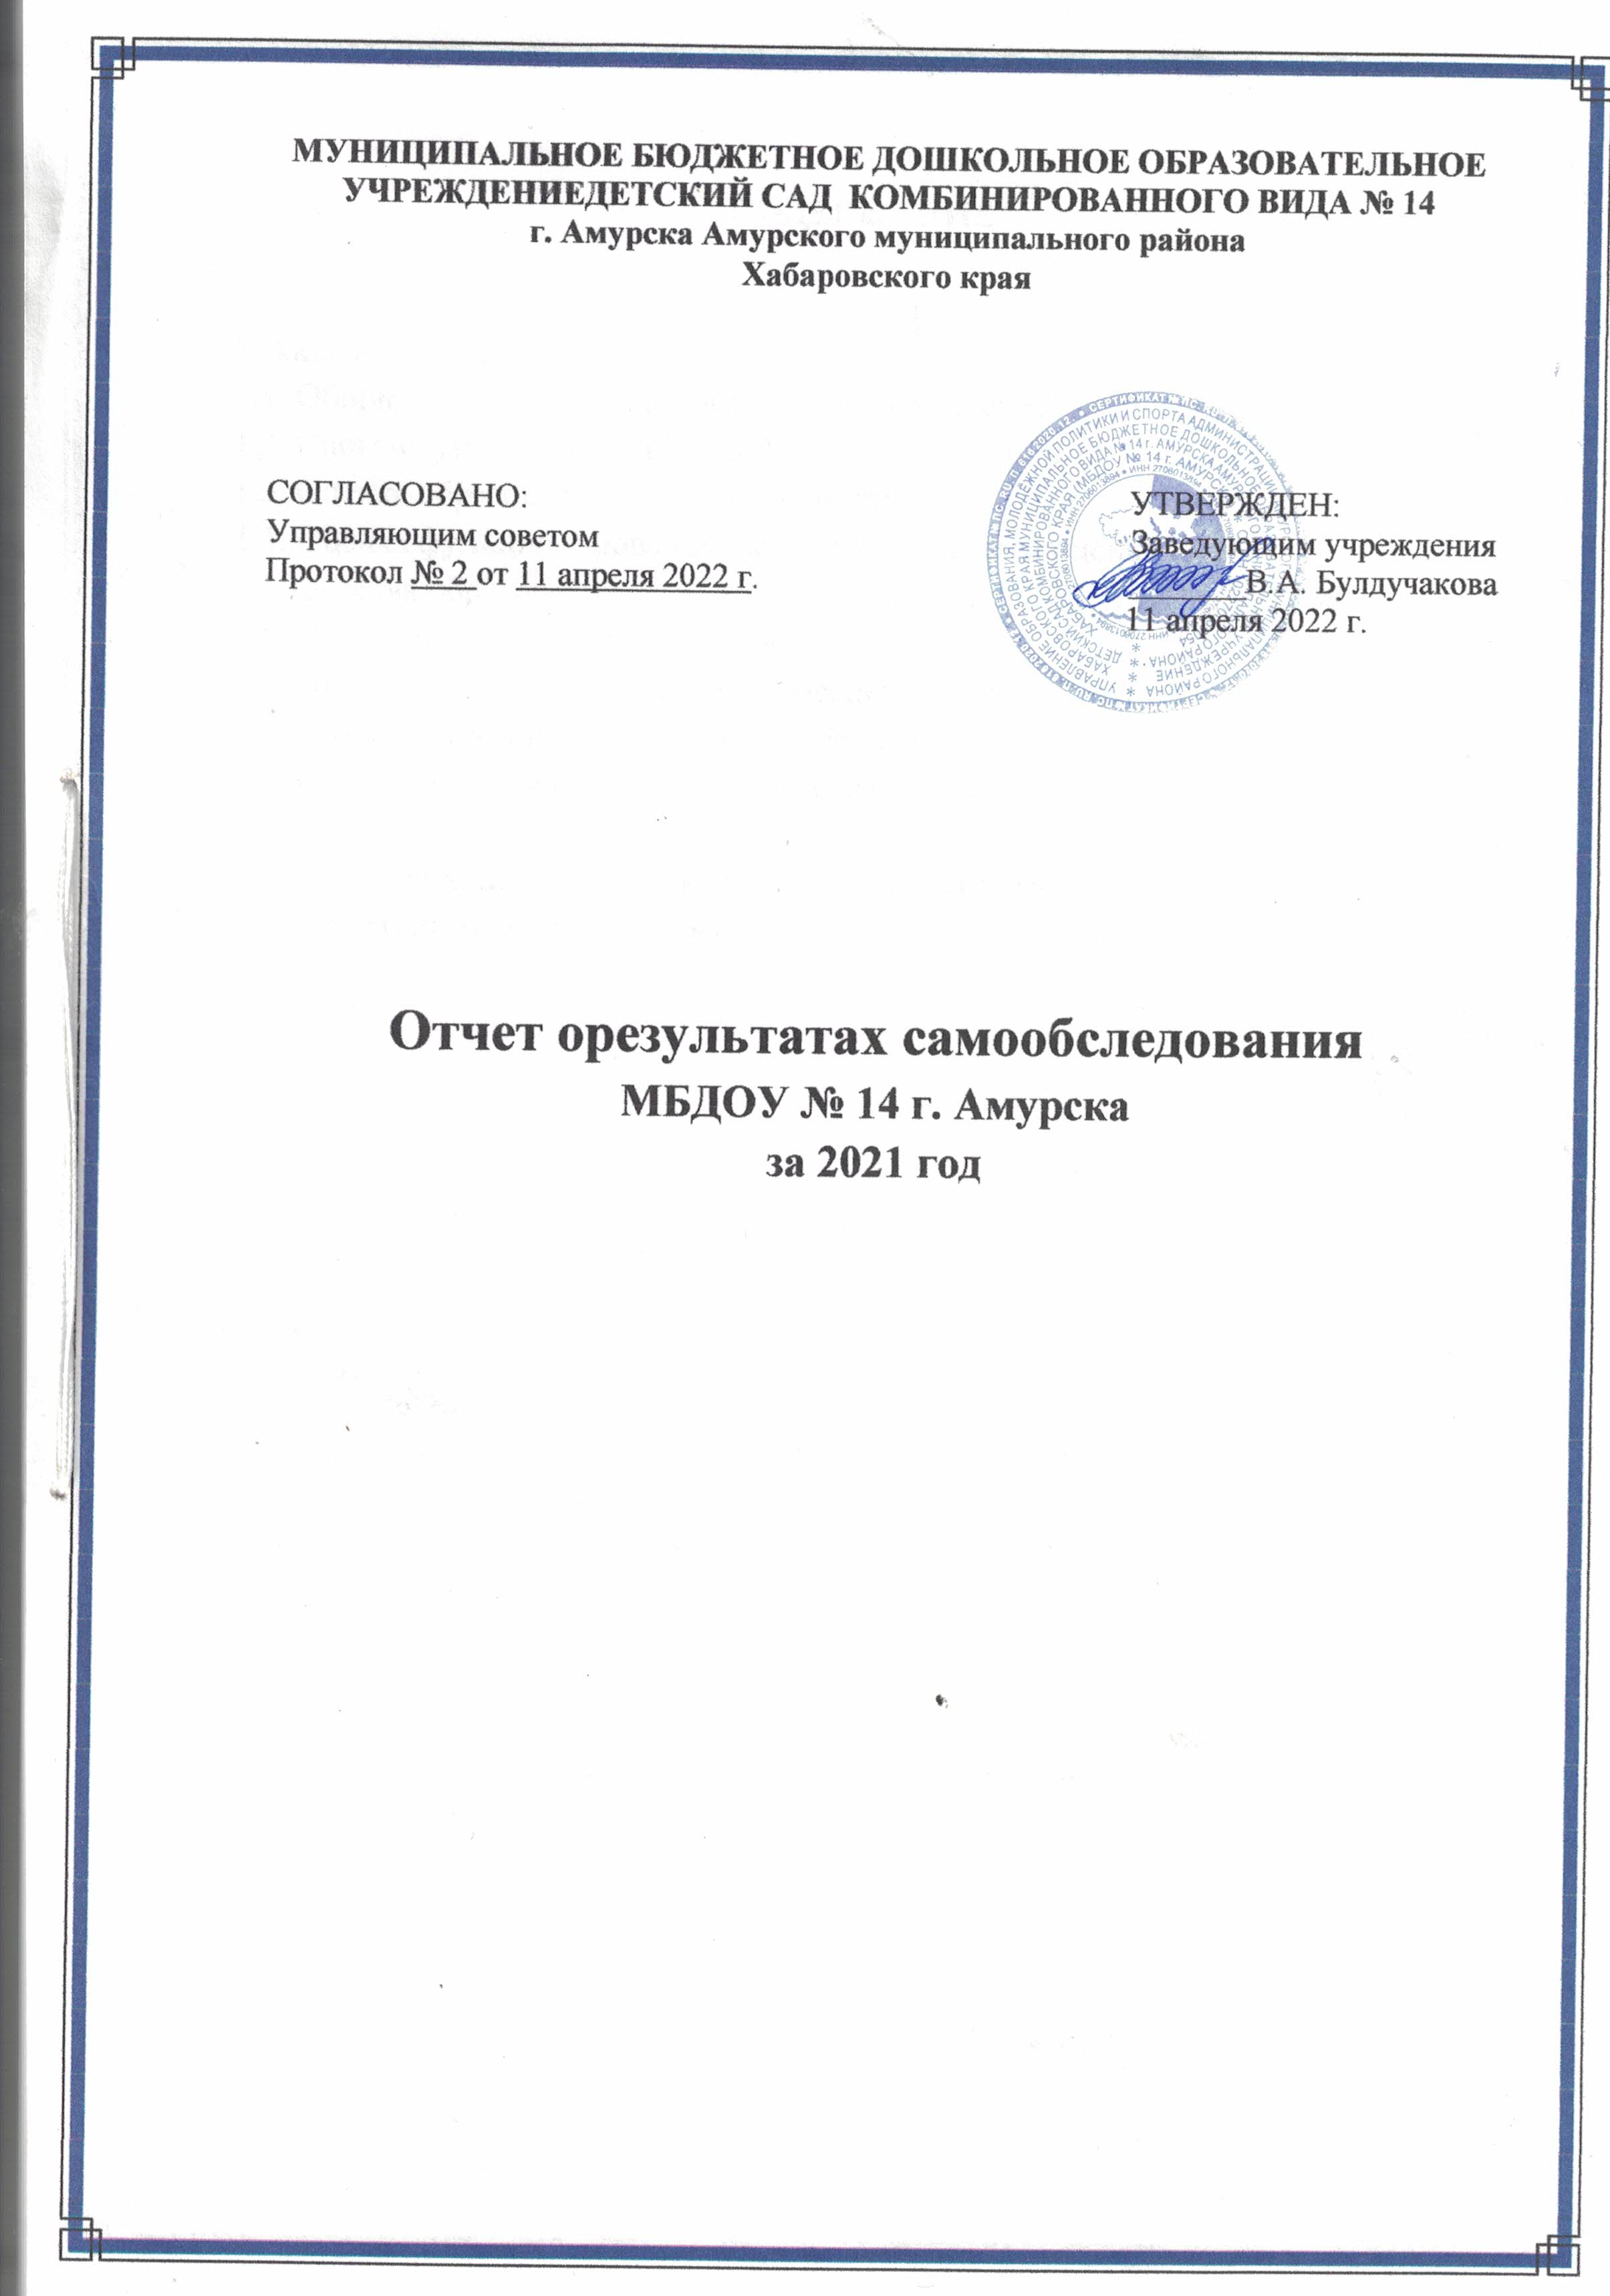 МУНИЦИПАЛЬНОЕ БЮДЖЕТНОЕ ДОШКОЛЬНОЕ ОБРАЗОВАТЕЛЬНОЕ
УЧРЕЖДЕНИЕДЕТСКИЙ САД КОМБИНИРОВАННОГО ВИДА № 14
г. Амурска Амурского муниципального района
Хабаровского края
СОГЛАСОВАНО:
Управляющим советом
Протокол № 2 от 11 апреля 2022 г.
УТВЕРЖДЕН:
Заведующим учреждения
В.А. Булдучакова
11 апреля 2022 г.
Отчет орезультатах самообследования
МБДОУ № 14 г. Амурска
за 2021 год